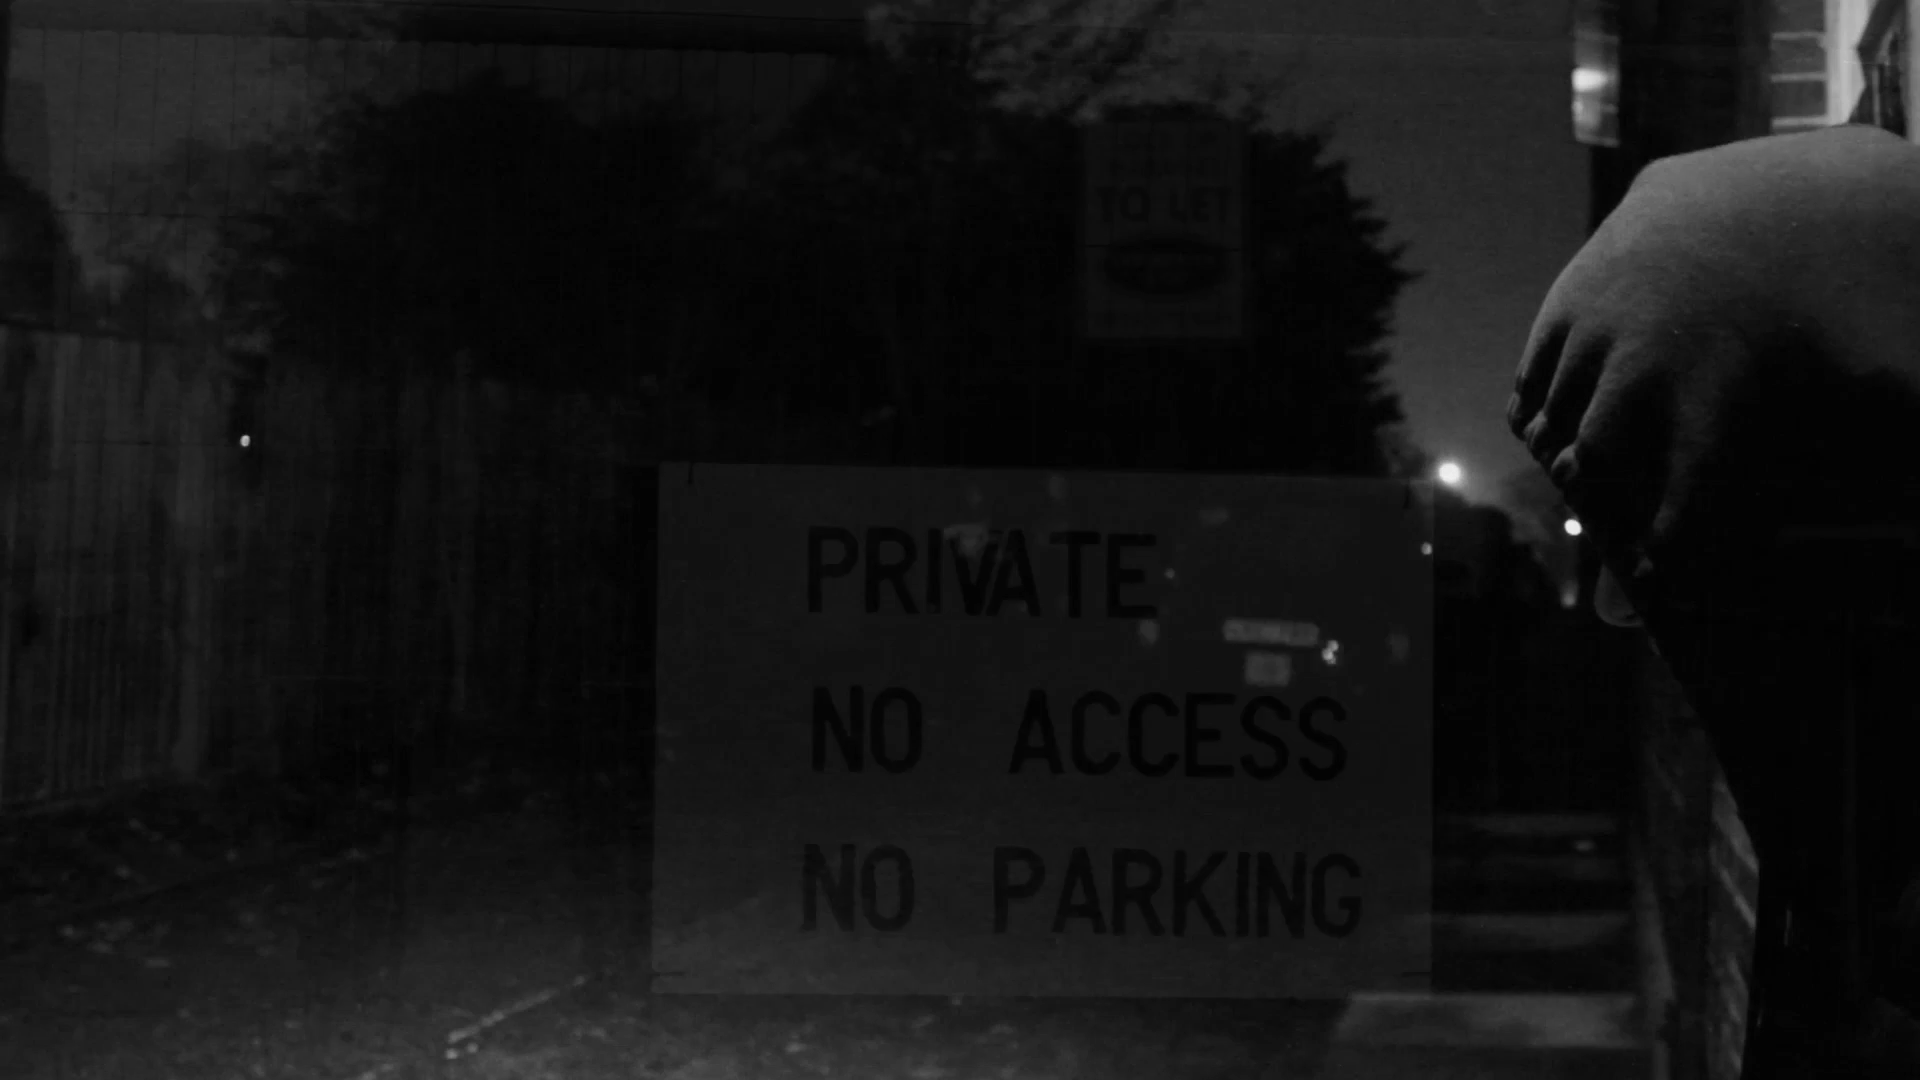 TO LET
PRIVATE
NO ACCESS
NO PARKING